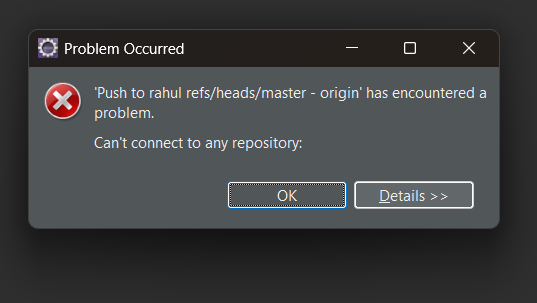 Problem Occurred
'Push to rahul refs/heads/master - origin' has encountered a
problem.
Can't connect to any repository:
OK
Details >>